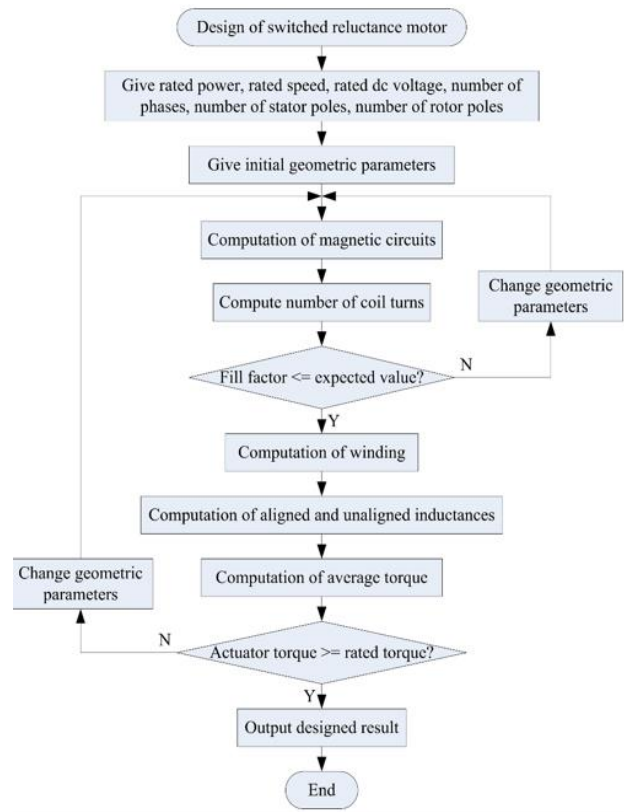 Design of switched reluctance motor
Give rated power, rated speed, rated dc voltage, number of
phases, number of stator poles, number of rotor poles
Give initial geometric parameters
Computation of magnetic circuits
Compute number of coil turns
Change geometric
parameters
Fill factor <= expected value?
N
Y
Computation of winding
Computation of aligned and unaligned inductances
Change geometric
parameters
Computation of average torque
N
Actuator torque >= rated torque?
Y
Output designed result
End